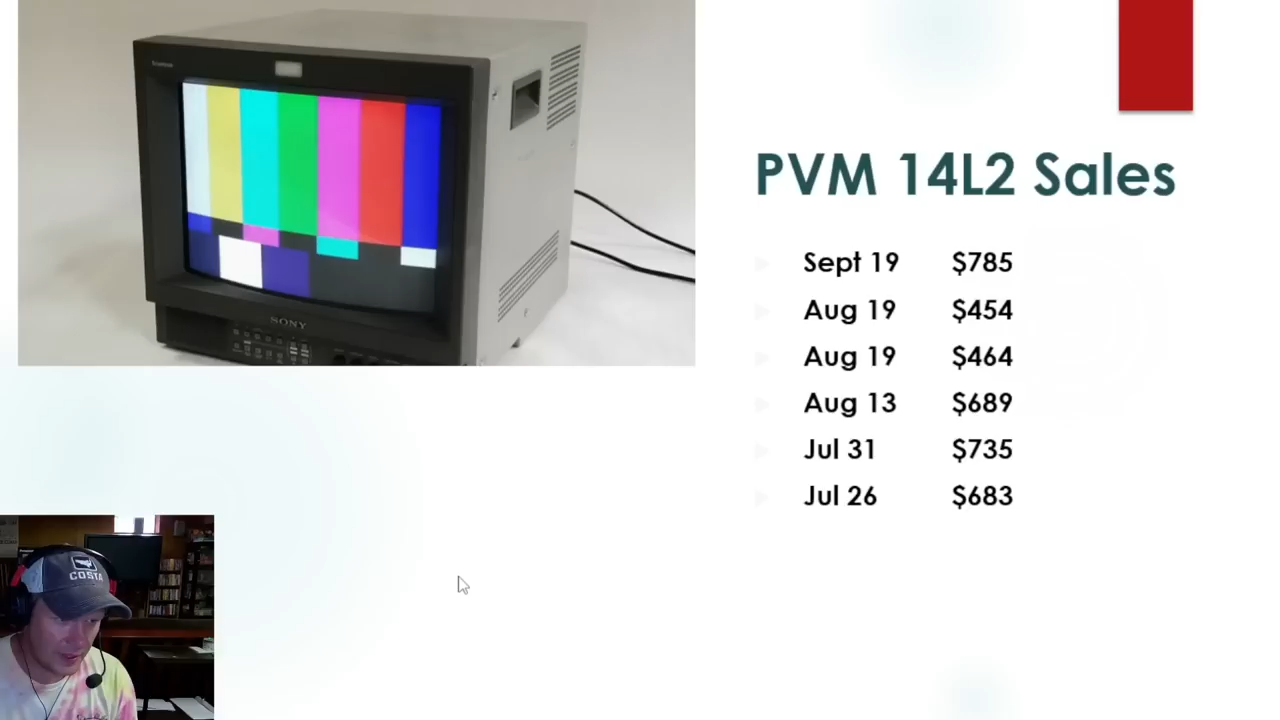 PVM 14L2 Sales
Sept 19 $785
Aug 19 $454
Aug 19 $464
Aug 13 $689
Jul 31 $735
Jul 26 $683
SONY
COSTA